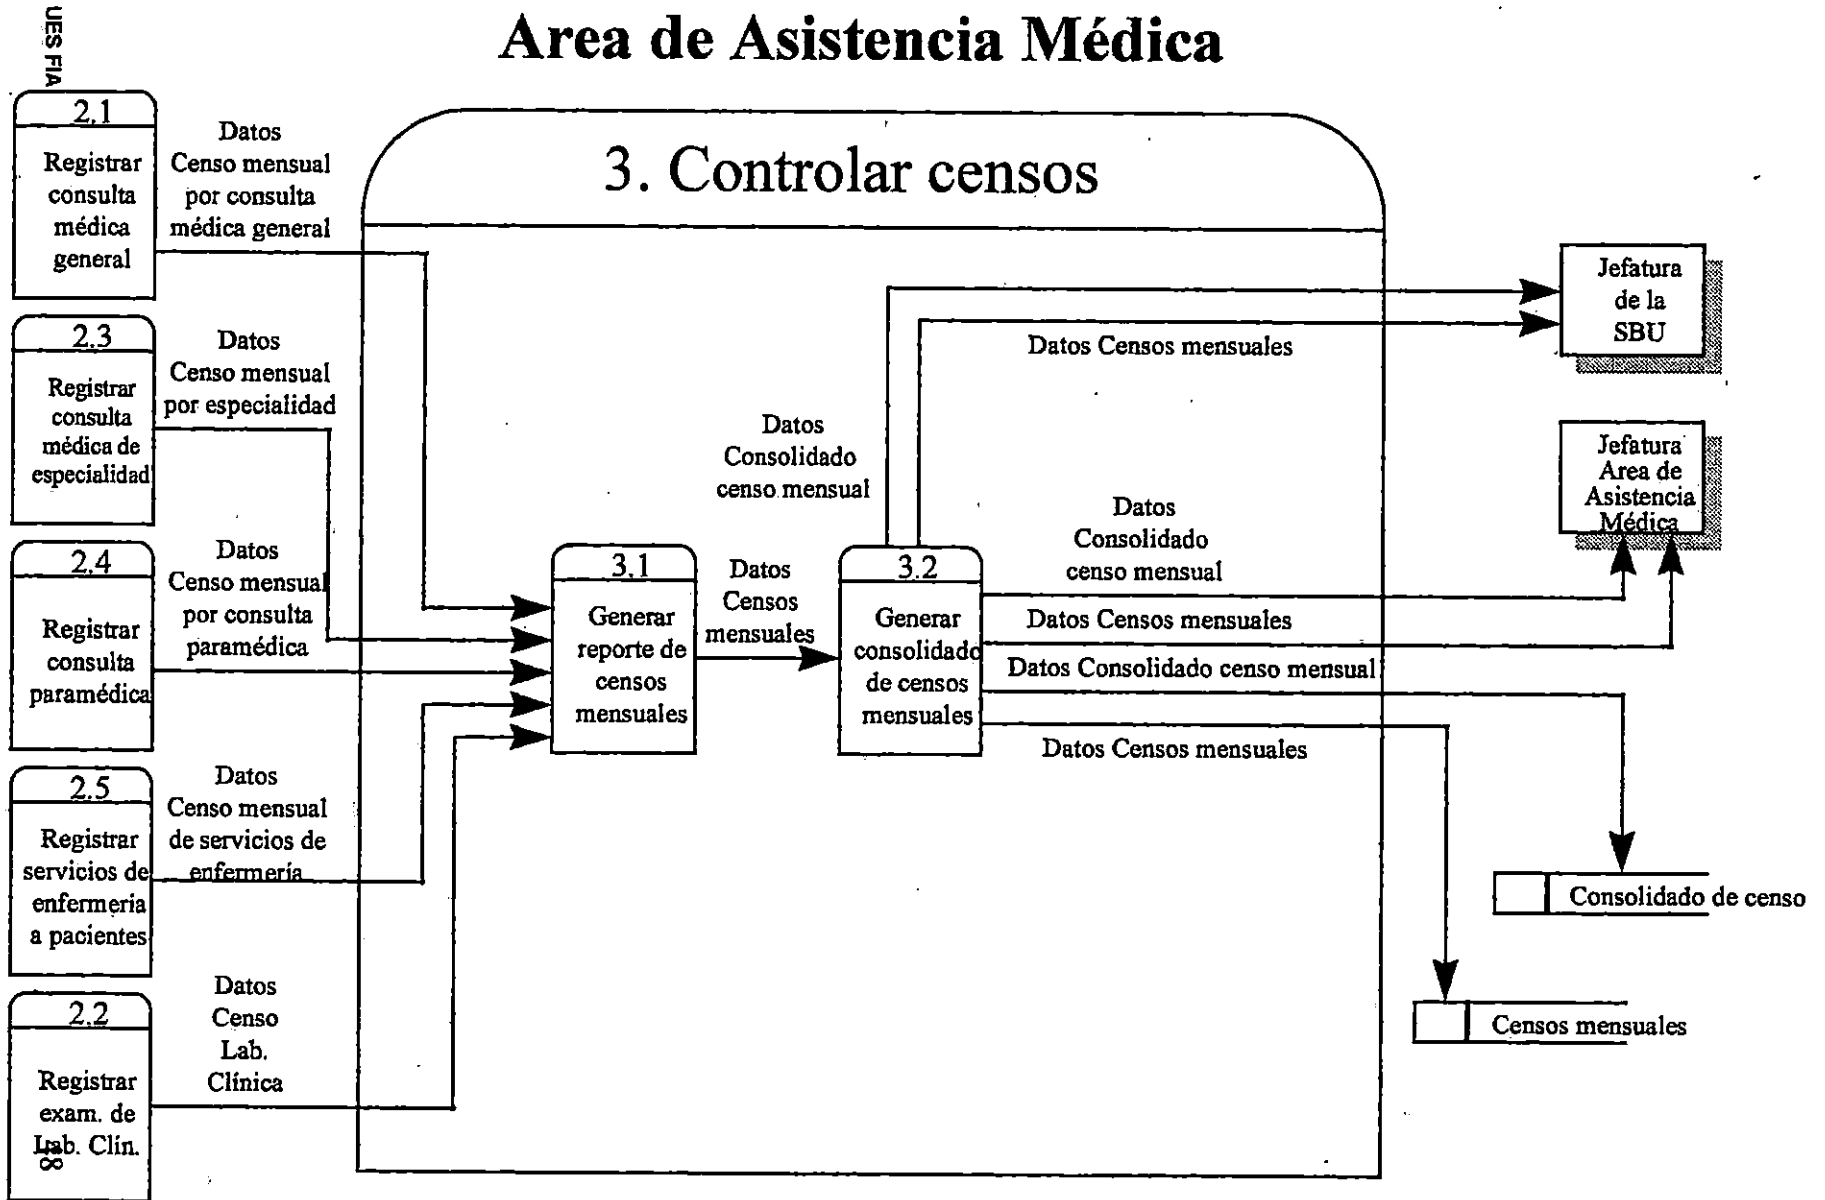 UES FIA
Area de Asistencia Médica
2.1
Registrar
consulta
médica
general
Datos
Censo mensual
por consulta
médica general
3. Controlar censos
2.3
Registrar
consulta
médica de
especialidad
Datos
Censo mensual
por especialidad
2.4
Registrar
consulta
paramédica
Datos
Censo mensual
por consulta
paramédica
2.5
Registrar
servicios de
enfermeria
a pacientes
Datos
Censo mensual
de servicios de
enfermería
2.2
Registrar
exam. de
Lab. Clín.
Datos
Censo
Lab.
Clínica
3.1
Generar
reporte de
censos
mensuales
Datos
Censos
mensuales
3.2
Generar
consolidado
de censos
mensuales
Datos
Consolidado
censo mensual
Datos Censos mensuales
Jefatura
de la
SBU
Jefatura
Area de
Asistencia
Médica
Datos
Consolidado
censo mensual
Datos Censos mensuales
Datos Consolidado censo mensual
Datos Censos mensuales
Consolidado de censo
Censos mensuales